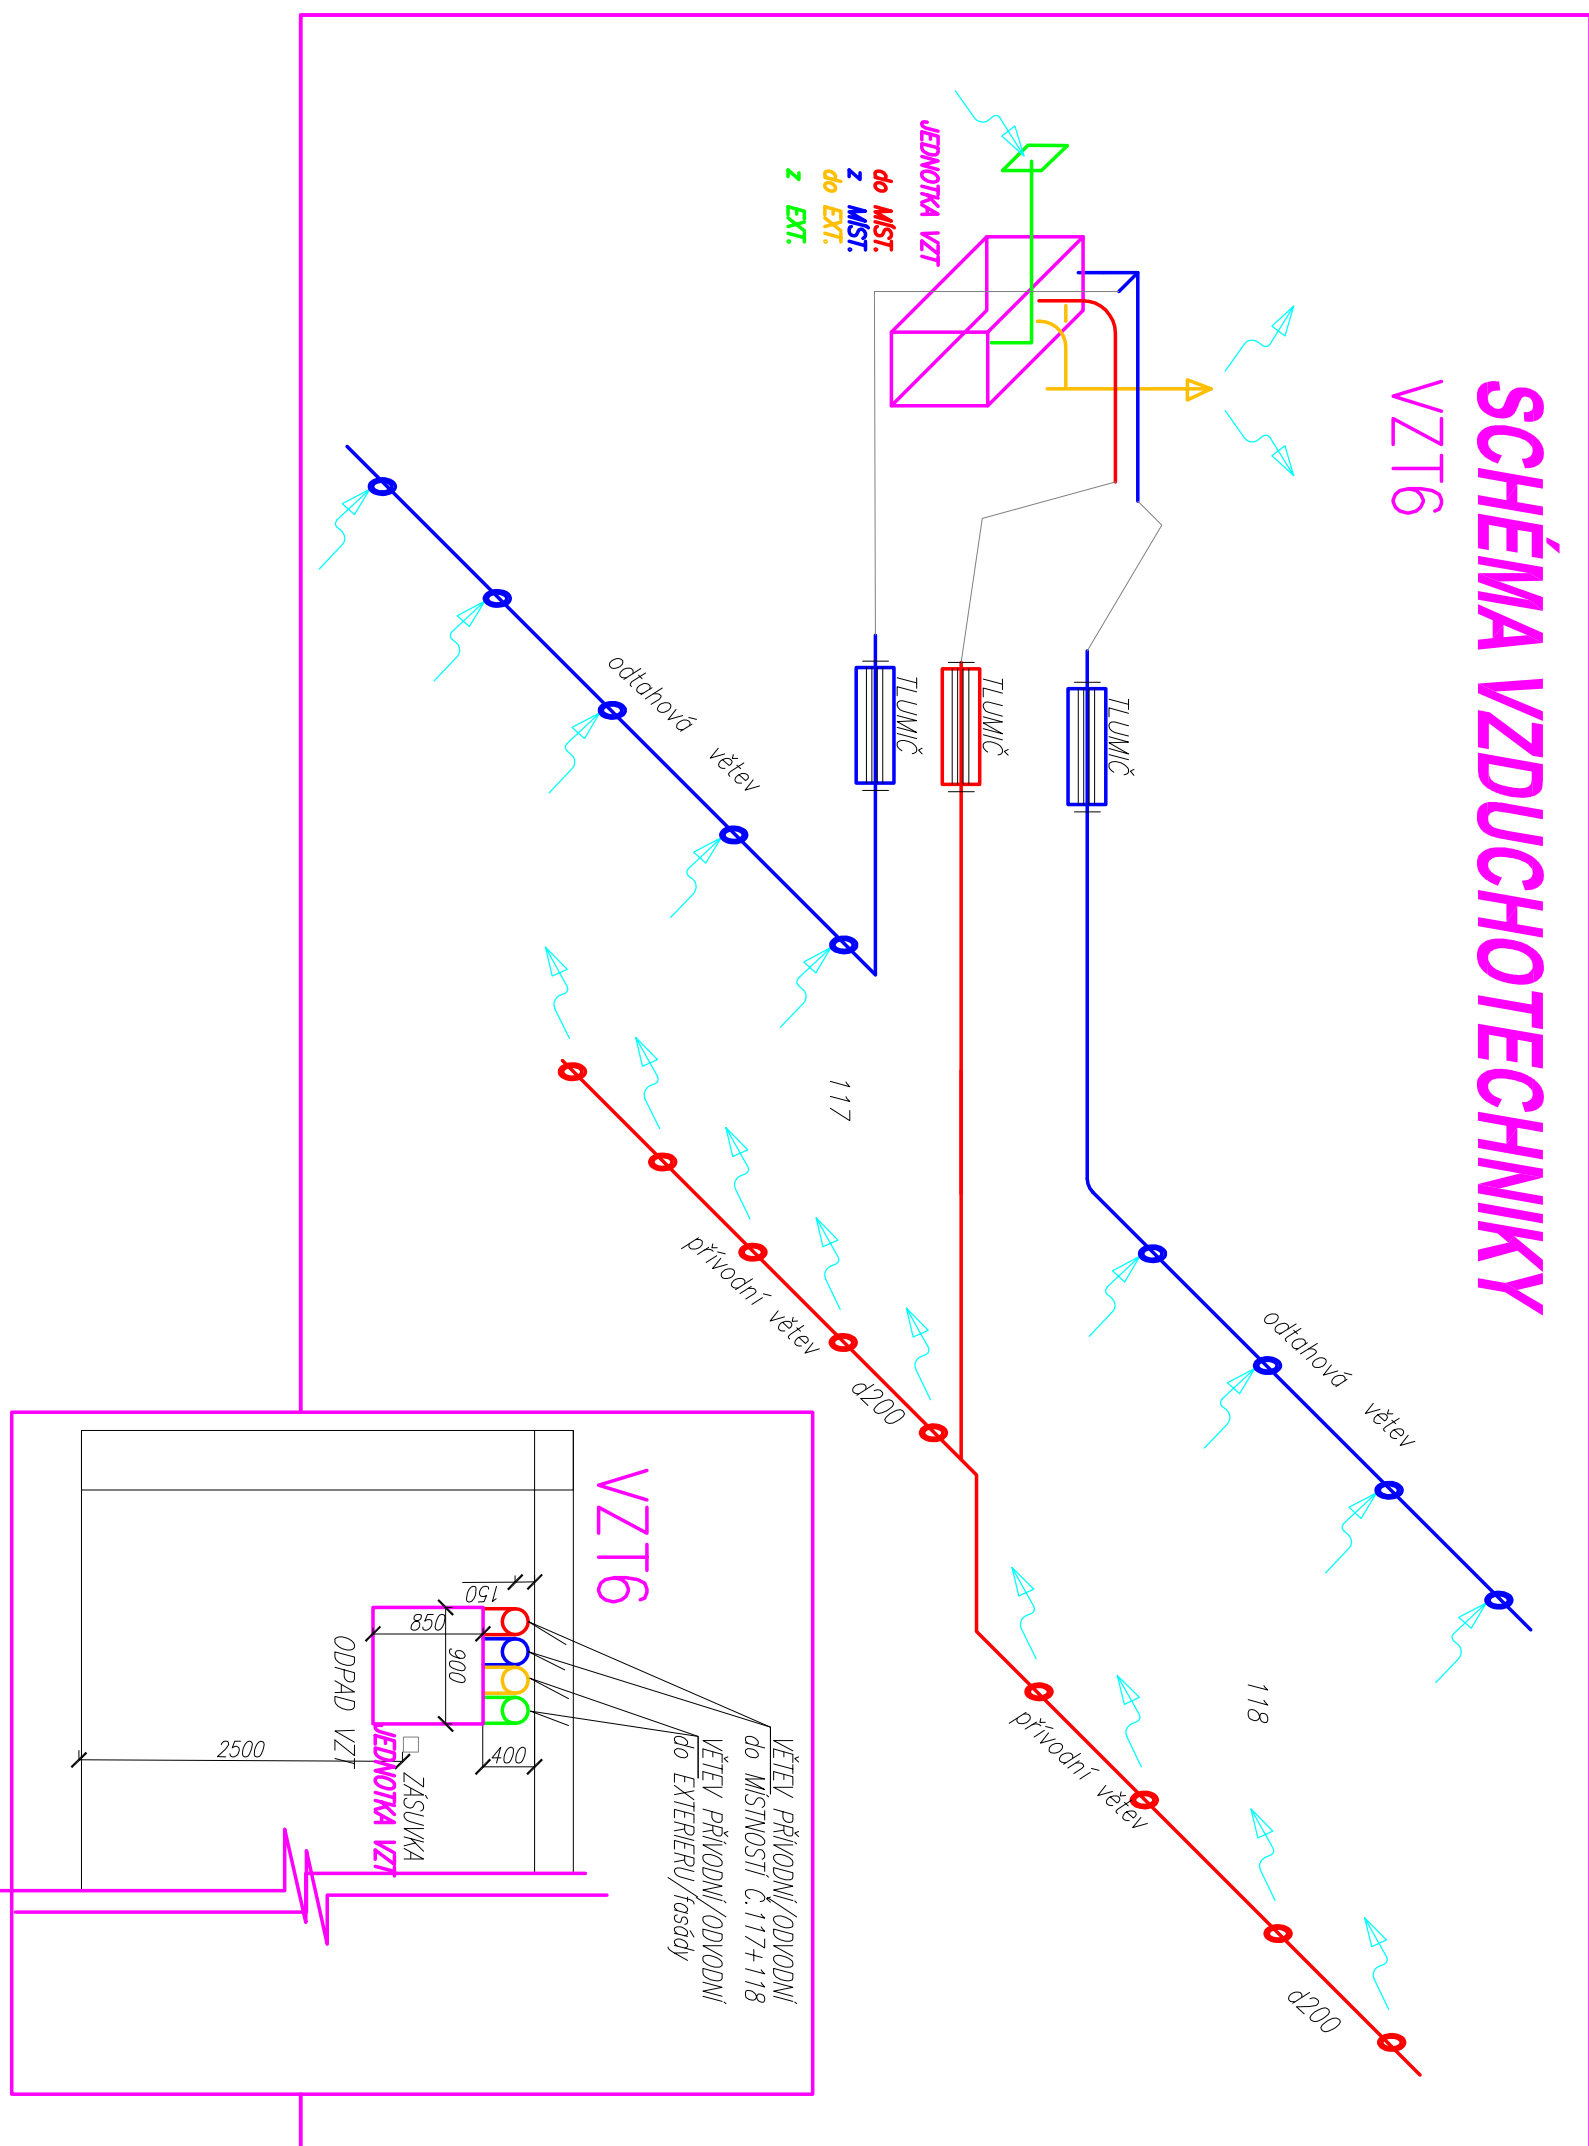 SCHÉMA VZDUCHOTECHNIKY
VZT6
JEDNOTKA VZT
do MÍST.
z MÍST.
do EXT.
z EXT.
TLUMIČ
TLUMIČ
TLUMIČ
odtahová větev
odtahová větev
117
přívodní větev
d200
118
přívodní větev
d200
VZT6
VĚTEV PŘÍVODNÍ/ODVODNÍ
do MÍSTNOSTÍ Č.117+118
VĚTEV PŘÍVODNÍ/ODVODNÍ
do EXTERIERU/fasády
150
850
900
400
2500
ODPAD VZT
ZÁSUVKA
JEDNOTKA VZT